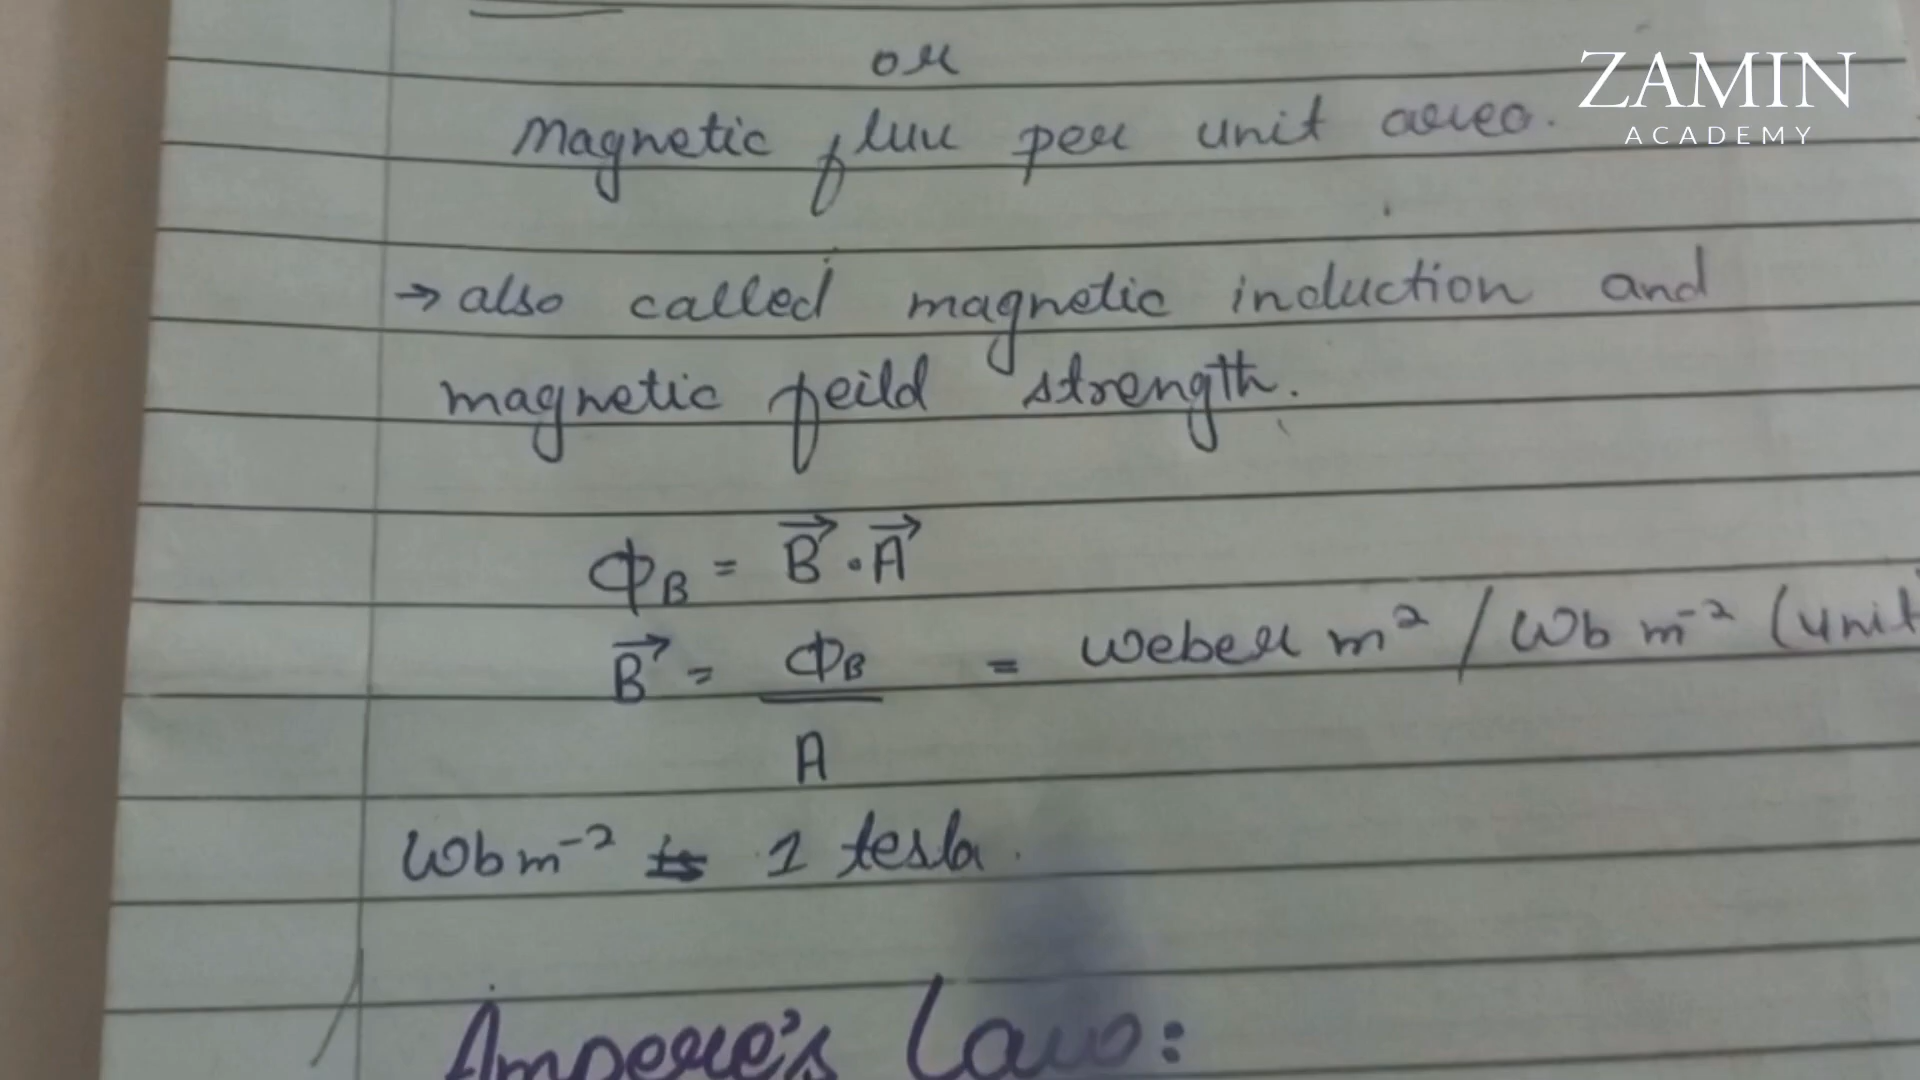 or
ZAMIN
ACADEMY
Magnetic flux per unit area.
→ also called magnetic induction and
magnetic feild strength.
ΦB = B⃗ . A⃗
B⃗ = ΦB / A = weber m² / Wb m⁻² (unit
Wb m⁻² is 1 tesla.
Ampere's Law: